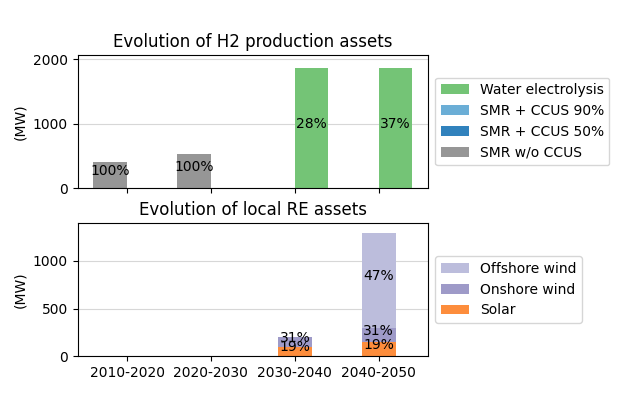 Evolution of H2 production assets
2000
1000
0
(MW)
100%
100%
28%
37%
Water electrolysis
SMR + CCUS 90%
SMR + CCUS 50%
SMR w/o CCUS
Evolution of local RE assets
1000
500
0
(MW)
31%
19%
47%
31%
19%
Offshore wind
Onshore wind
Solar
2010-2020 2020-2030 2030-2040 2040-2050